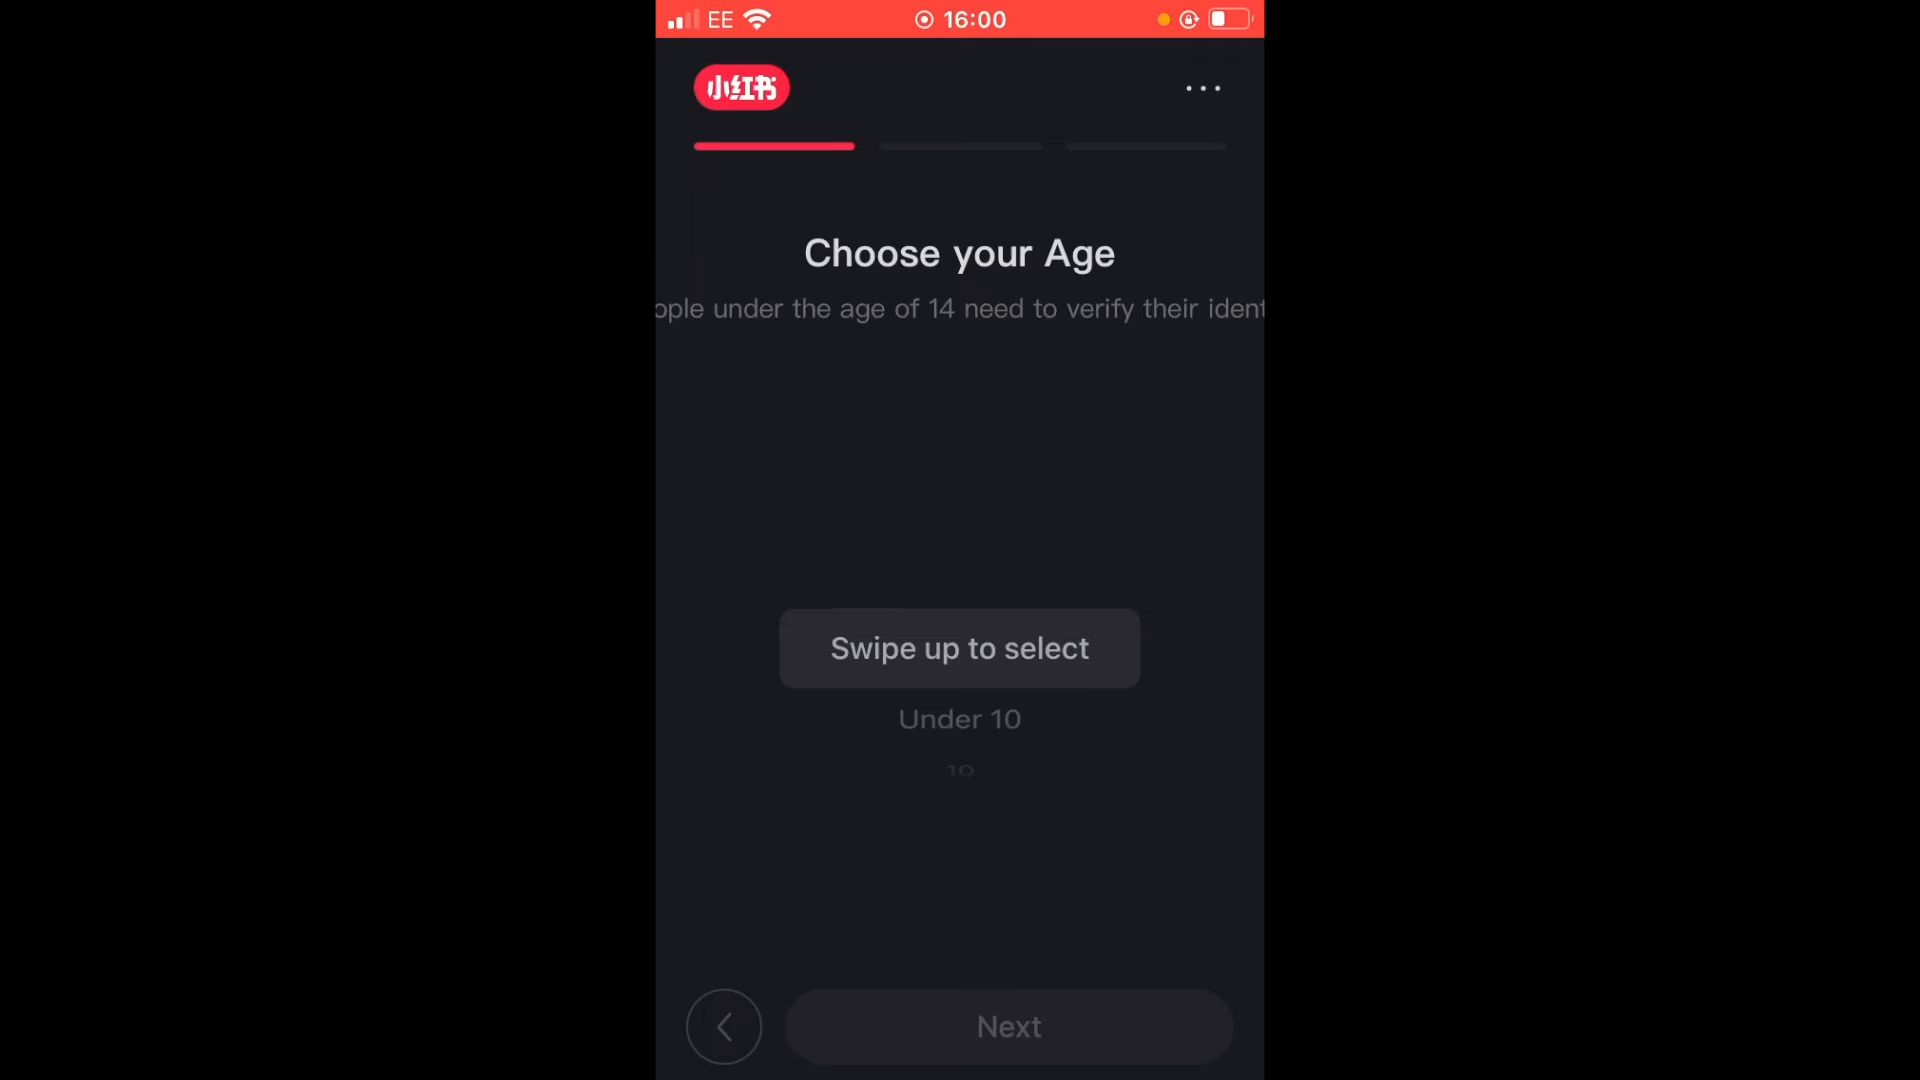 EE 16:00
小红书
Choose your Age
ople under the age of 14 need to verify their ident
Swipe up to select
Under 10
Next